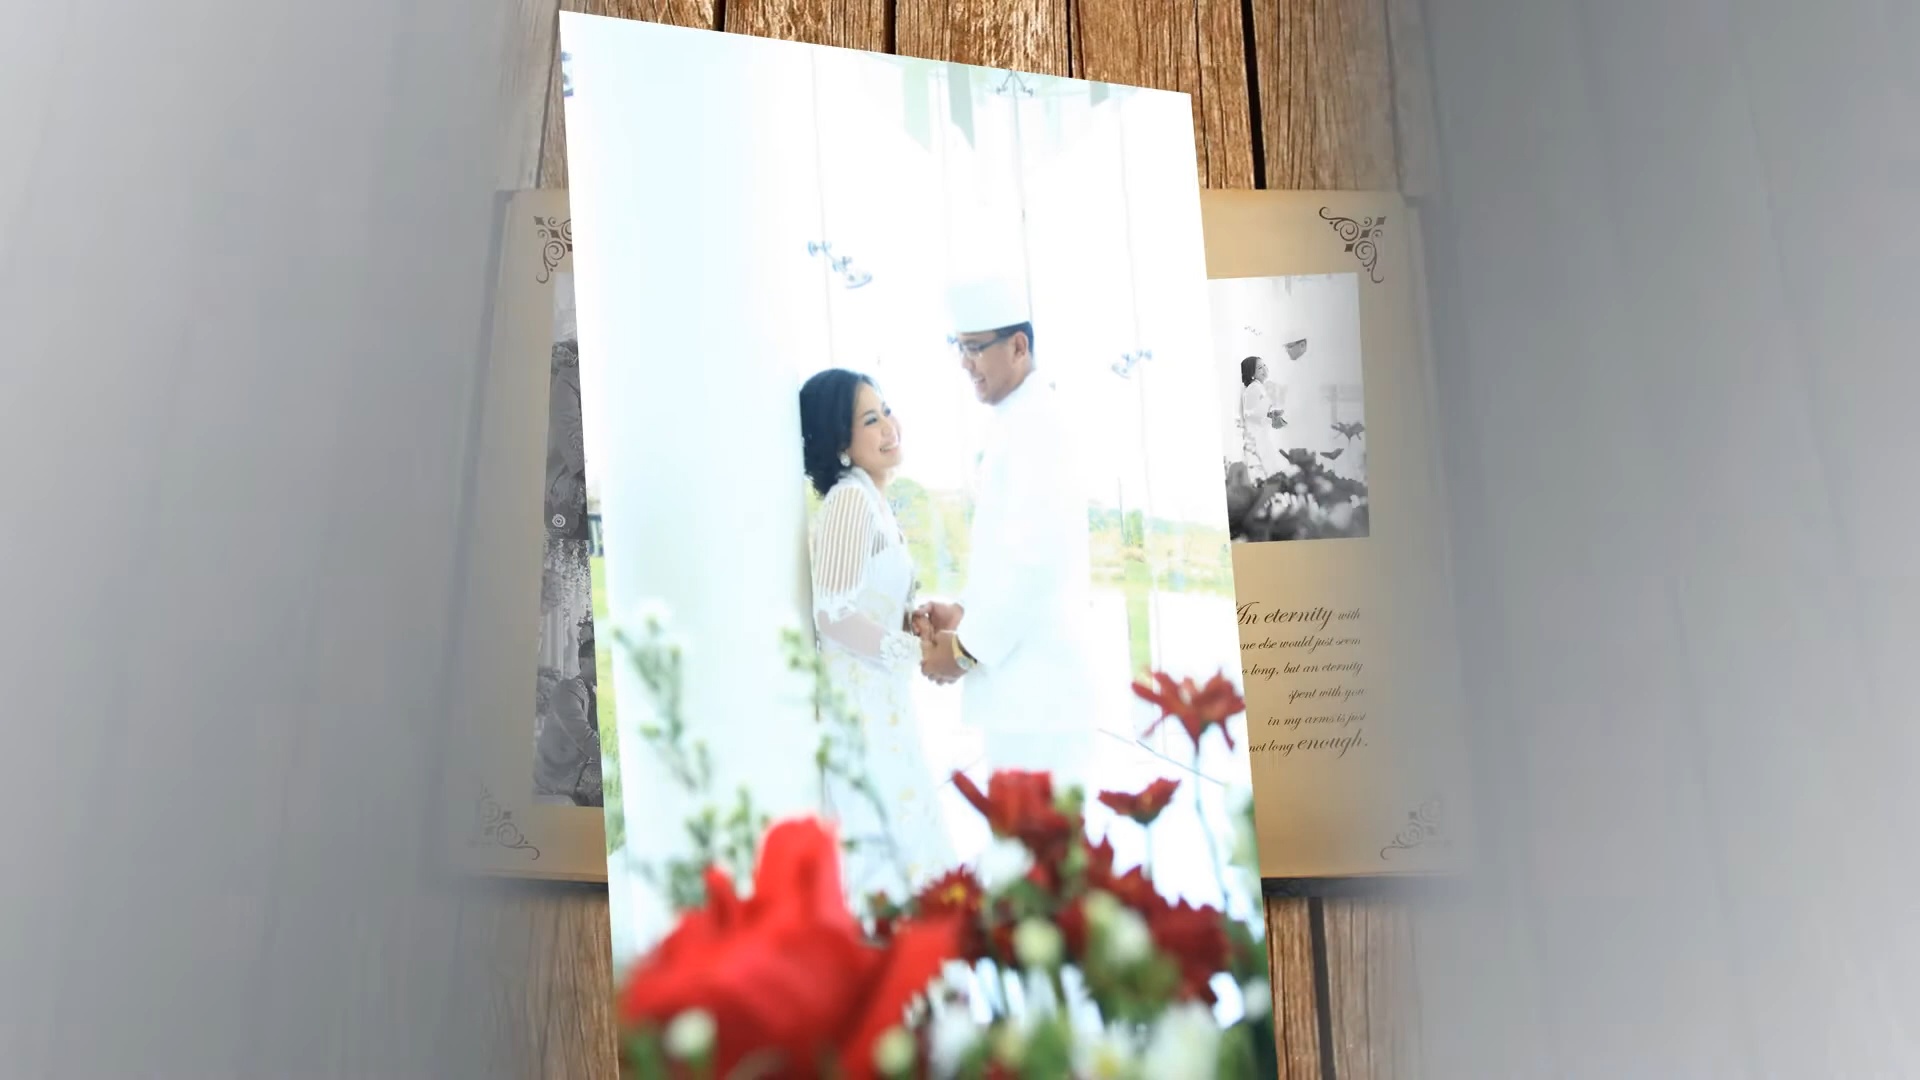 An eternity with
one else would just seem
long, but an eternity
spent with you
in my arms is just
not long enough.